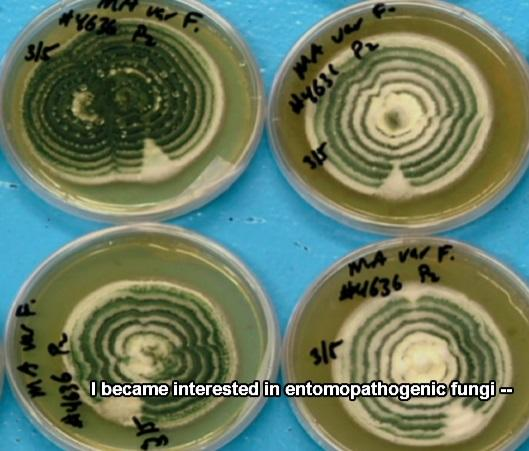 MA var F.
#4636 P2
3/5
MA var F.
#4631 P2
3/5
MA var F.
#4636 P2
3/5
MA var F.
#4636 P2
3/5
I became interested in entomopathogenic fungi --